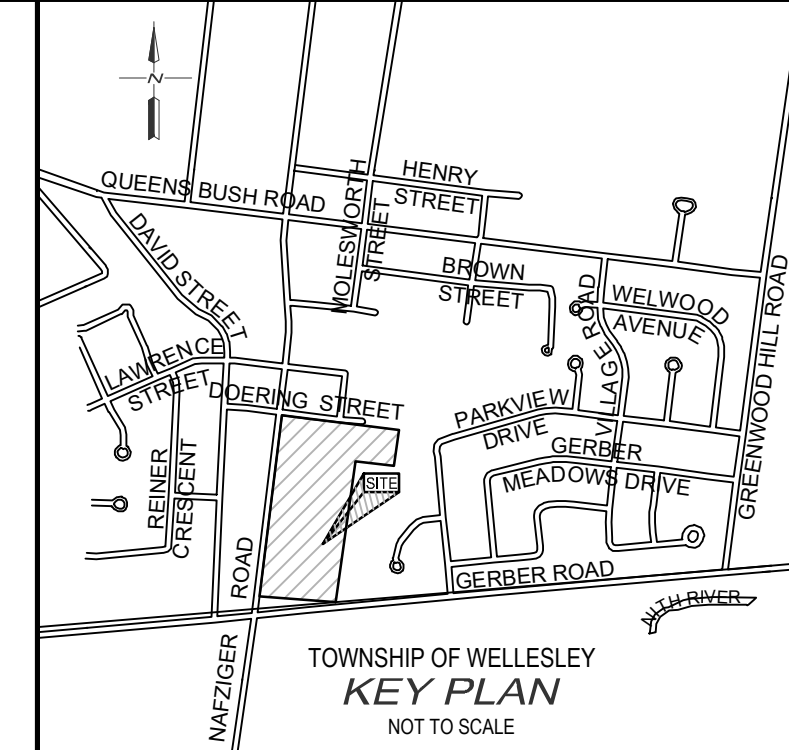 N
QUEENS BUSH ROAD
HENRY
STREET
MOLESWORTH
STREET
DAVID STREET
BROWN
STREET
VILLAGE ROAD
WELWOOD
AVENUE
GREENWOOD HILL ROAD
LAWRENCE
STREET
DOERING STREET
PARKVIEW
DRIVE
GERBER
MEADOWS DRIVE
REINER
CRESCENT
SITE
NAFZIGER ROAD
GERBER ROAD
NITH RIVER
TOWNSHIP OF WELLESLEY
KEY PLAN
NOT TO SCALE